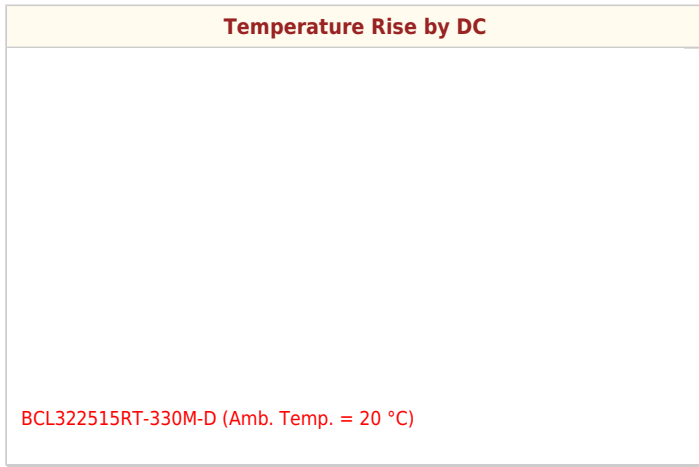 Temperature Rise by DC
BCL322515RT-330M-D (Amb. Temp. = 20 °C)